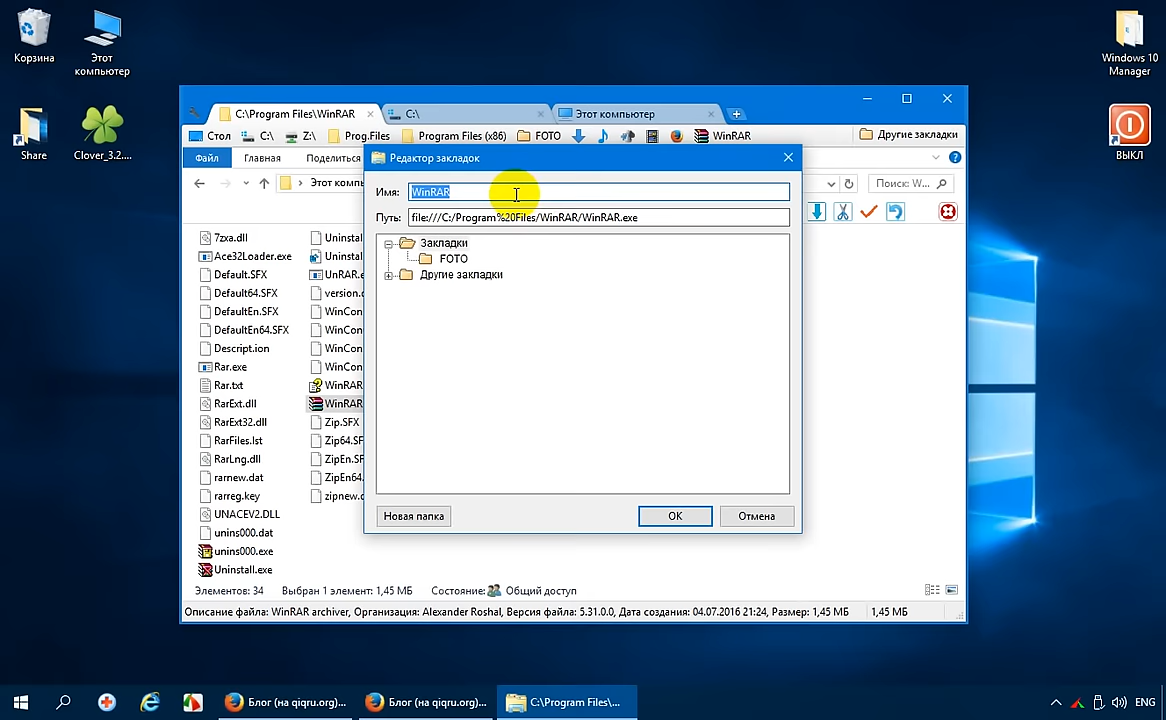 Корзина
Этот
компьютер
Windows 10
Manager
Share
Clover_3.2....
ВЫКЛ
C:\Program Files\WinRAR
C:\
Этот компьютер
Стол
C:\
Z:\
Prog.Files
Program Files (x86)
FOTO
WinRAR
Другие закладки
Файл
Главная
Поделиться
Этот компь
Поиск: W...
Редактор закладок
Имя:
WinRAR
Путь:
file:///C:/Program%20Files/WinRAR/WinRAR.exe
Закладки
FOTO
Другие закладки
Новая папка
OK
Отмена
7zxa.dll
Ace32Loader.exe
Default.SFX
Default64.SFX
DefaultEn.SFX
DefaultEn64.SFX
Descript.ion
Rar.exe
Rar.txt
RarExt.dll
RarExt32.dll
RarFiles.lst
RarLng.dll
rarnew.dat
rarreg.key
UNACEV2.DLL
unins000.dat
unins000.exe
Uninstall.exe
Uninstal
Uninstal
UnRAR.e
version.c
WinCon
WinCon
WinCon
WinRAR
WinRAR
Zip.SFX
Zip64.SF
ZipEn.SF
ZipEn64.
zipnew.c
Элементов: 34
Выбран 1 элемент: 1,45 МБ
Состояние:
Общий доступ
Описание файла: WinRAR archiver, Организация: Alexander Roshal, Версия файла: 5.31.0.0, Дата создания: 04.07.2016 21:24, Размер: 1,45 МБ
1,45 МБ
Блог (на qiqru.org)...
Блог (на qiqru.org)...
C:\Program Files\...
ENG